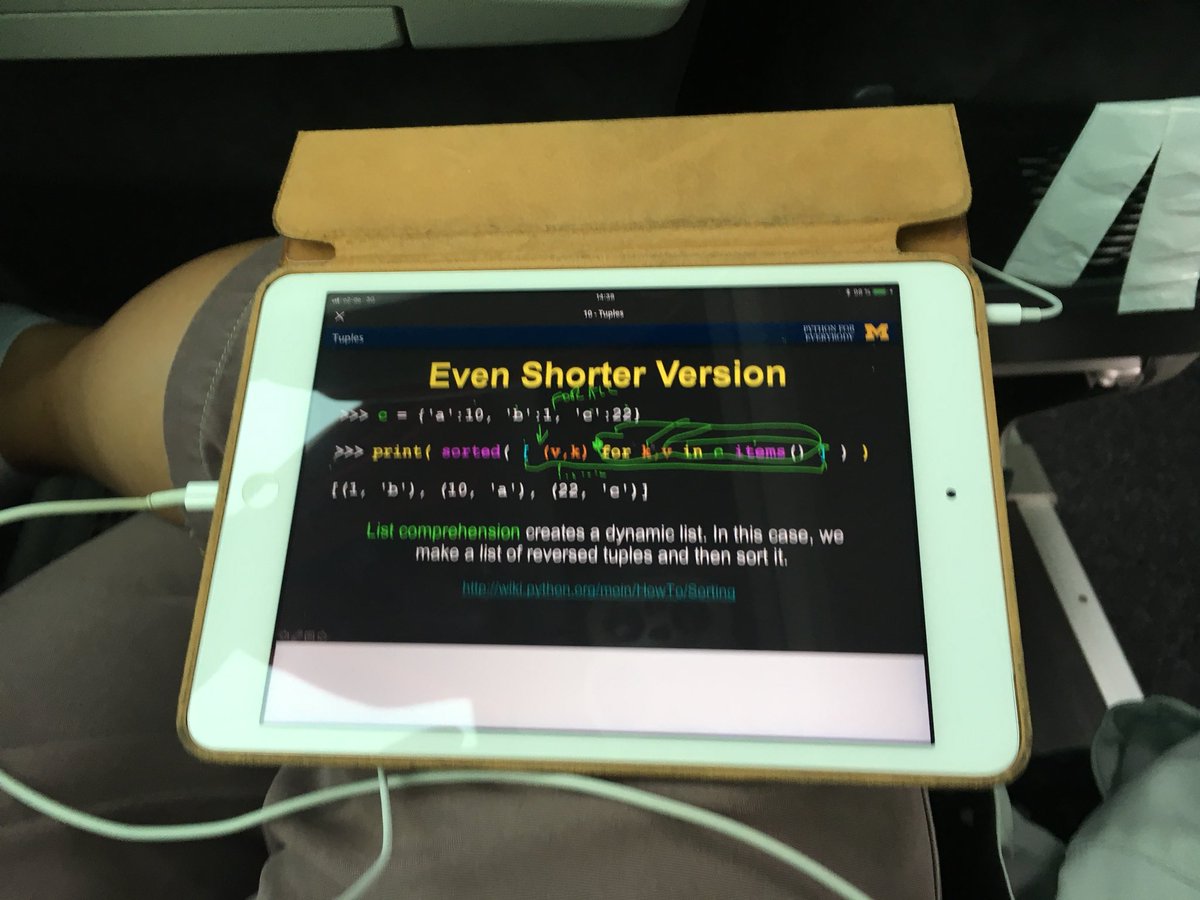 14:38
10 - Tuples
Tuples
PYTHON FOR
EVERYBODY
M
Even Shorter Version
FOR ALL
>>> c = {'a':10, 'b':1, 'c':22}
>>> print( sorted( [ (v,k) for k,v in c.items() ] ) )
[(1, 'b'), (10, 'a'), (22, 'c')]
List comprehension creates a dynamic list. In this case, we
make a list of reversed tuples and then sort it.
http://wiki.python.org/moin/HowTo/Sorting